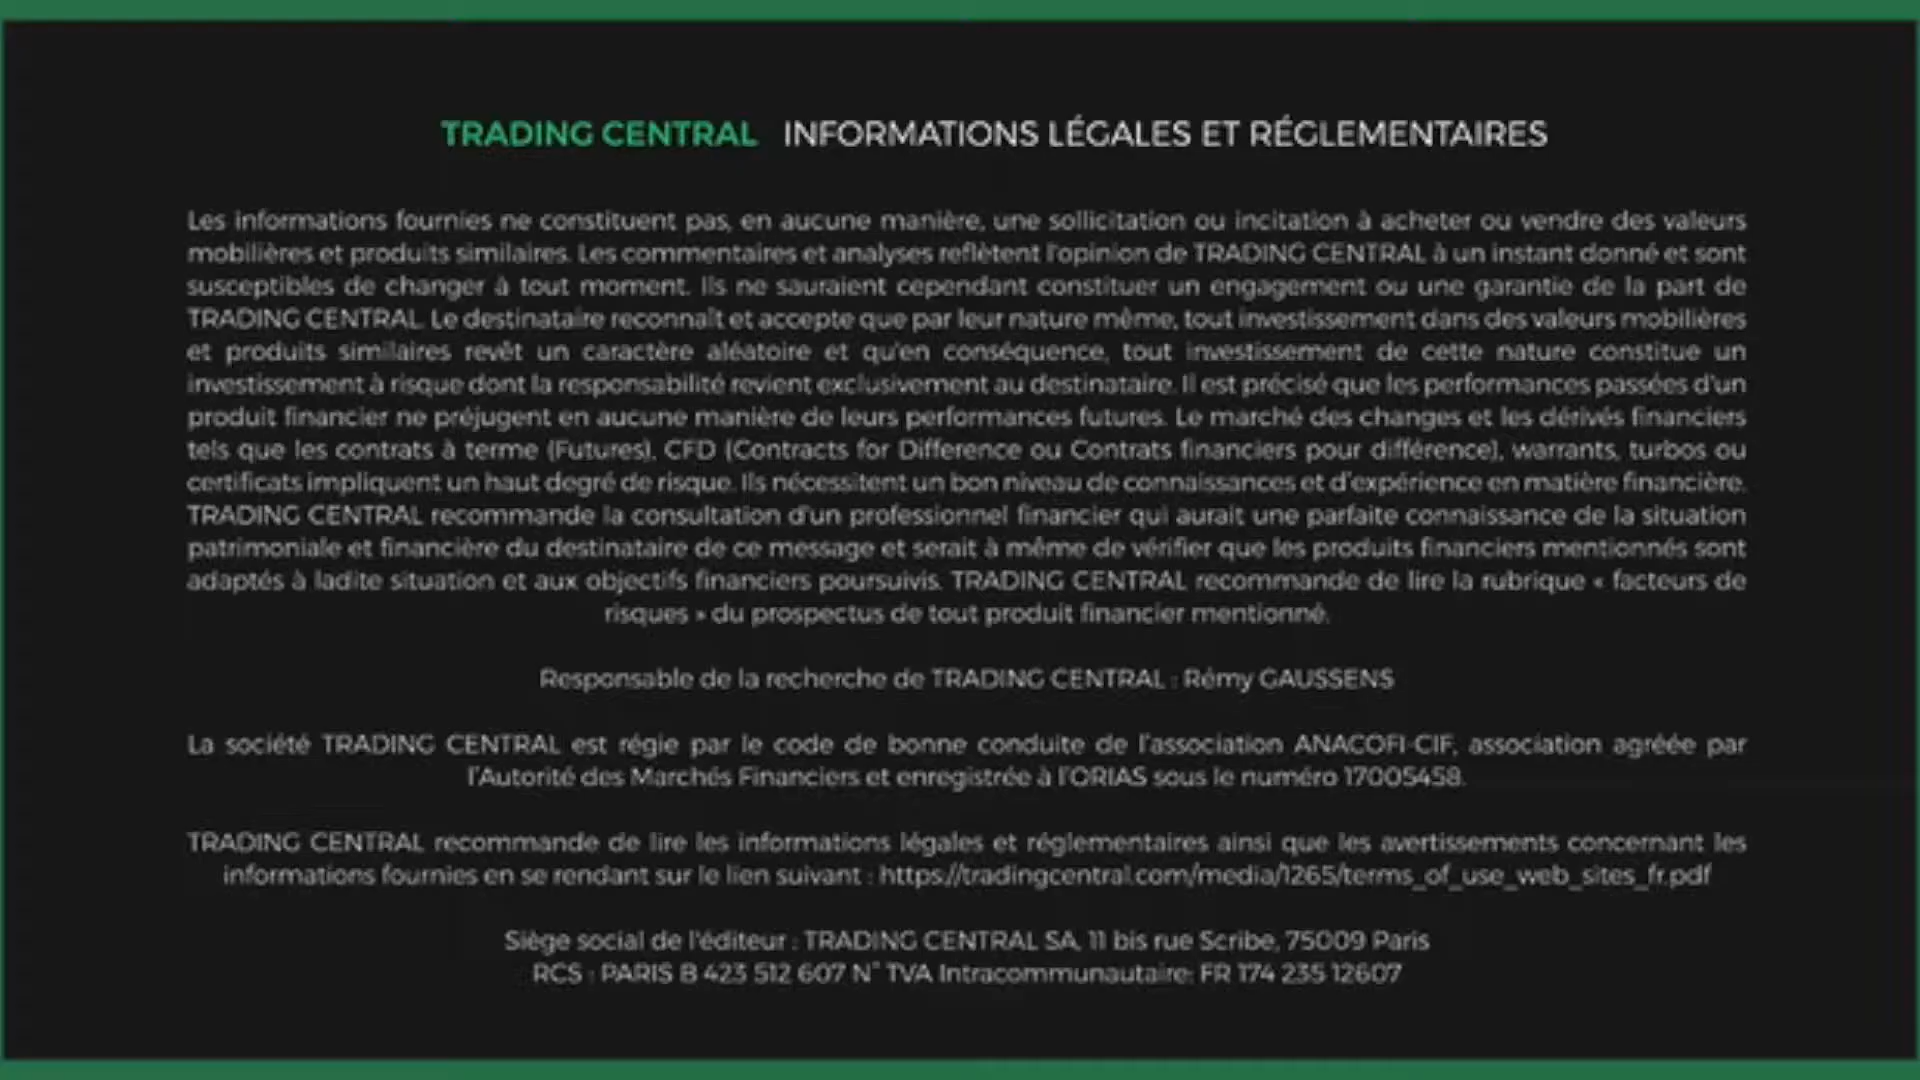 TRADING CENTRAL INFORMATIONS LÉGALES ET RÉGLEMENTAIRES
Les informations fournies ne constituent pas, en aucune manière, une sollicitation ou incitation à acheter ou vendre des valeurs
mobilières et produits similaires. Les commentaires et analyses reflètent l'opinion de TRADING CENTRAL à un instant donné et sont
susceptibles de changer à tout moment. Ils ne sauraient cependant constituer un engagement ou une garantie de la part de
TRADING CENTRAL. Le destinataire reconnaît et accepte que par leur nature même, tout investissement dans des valeurs mobilières
et produits similaires revêt un caractère aléatoire et qu'en conséquence, tout investissement de cette nature constitue un
investissement à risque dont la responsabilité revient exclusivement au destinataire. Il est précisé que les performances passées d'un
produit financier ne préjugent en aucune manière de leurs performances futures. Le marché des changes et les dérivés financiers
tels que les contrats à terme (Futures), CFD (Contracts for Difference ou Contrats financiers pour différence), warrants, turbos ou
certificats impliquent un haut degré de risque. Ils nécessitent un bon niveau de connaissances et d'expérience en matière financière.
TRADING CENTRAL recommande la consultation d'un professionnel financier qui aurait une parfaite connaissance de la situation
patrimoniale et financière du destinataire de ce message et serait à même de vérifier que les produits financiers mentionnés sont
adaptés à ladite situation et aux objectifs financiers poursuivis. TRADING CENTRAL recommande de lire la rubrique « facteurs de
risques » du prospectus de tout produit financier mentionné.
Responsable de la recherche de TRADING CENTRAL : Rémy GAUSSENS
La société TRADING CENTRAL est régie par le code de bonne conduite de l'association ANACOFI-CIF, association agréée par
l'Autorité des Marchés Financiers et enregistrée à l'ORIAS sous le numéro 17005458.
TRADING CENTRAL recommande de lire les informations légales et réglementaires ainsi que les avertissements concernant les
informations fournies en se rendant sur le lien suivant : https://tradingcentral.com/media/1265/terms_of_use_web_sites_fr.pdf
Siège social de l'éditeur : TRADING CENTRAL SA, 11 bis rue Scribe, 75009 Paris
RCS : PARIS B 423 512 607 N° TVA Intracommunautaire: FR 174 235 12607